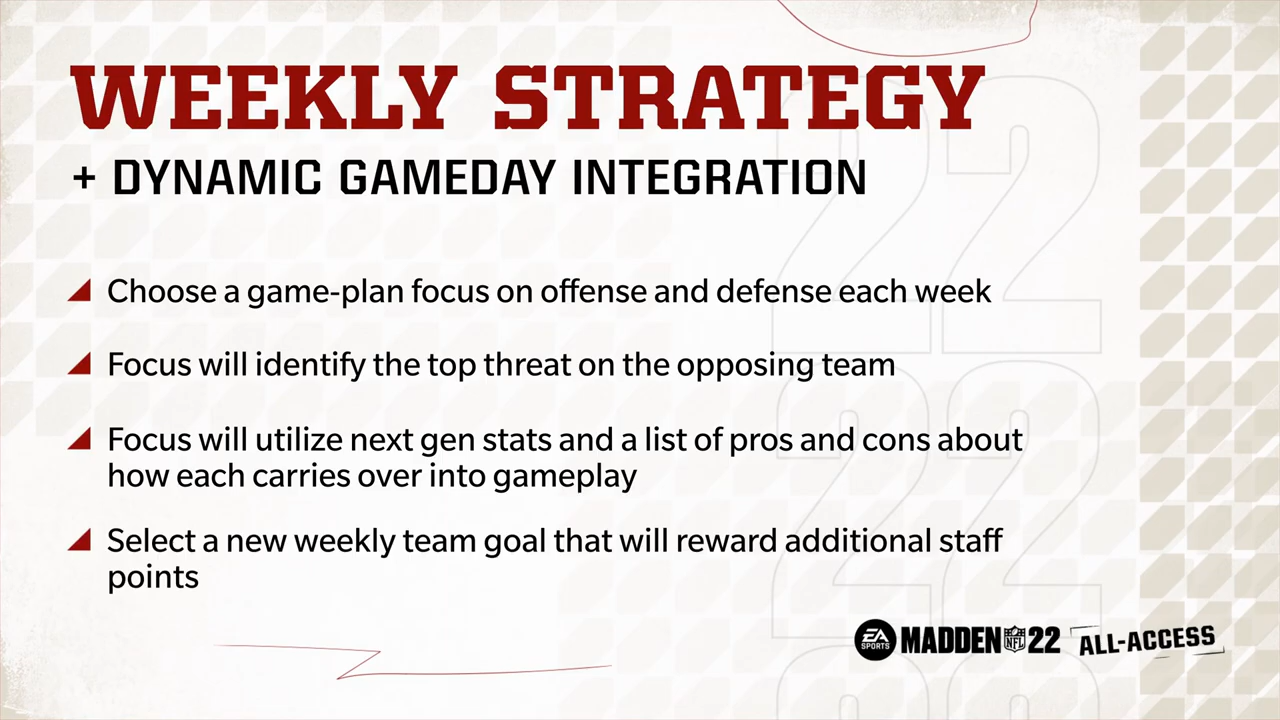 WEEKLY STRATEGY
+ DYNAMIC GAMEDAY INTEGRATION
Choose a game-plan focus on offense and defense each week
Focus will identify the top threat on the opposing team
Focus will utilize next gen stats and a list of pros and cons about
how each carries over into gameplay
Select a new weekly team goal that will reward additional staff
points
EA SPORTS MADDEN NFL 22 ALL-ACCESS
22
22
22